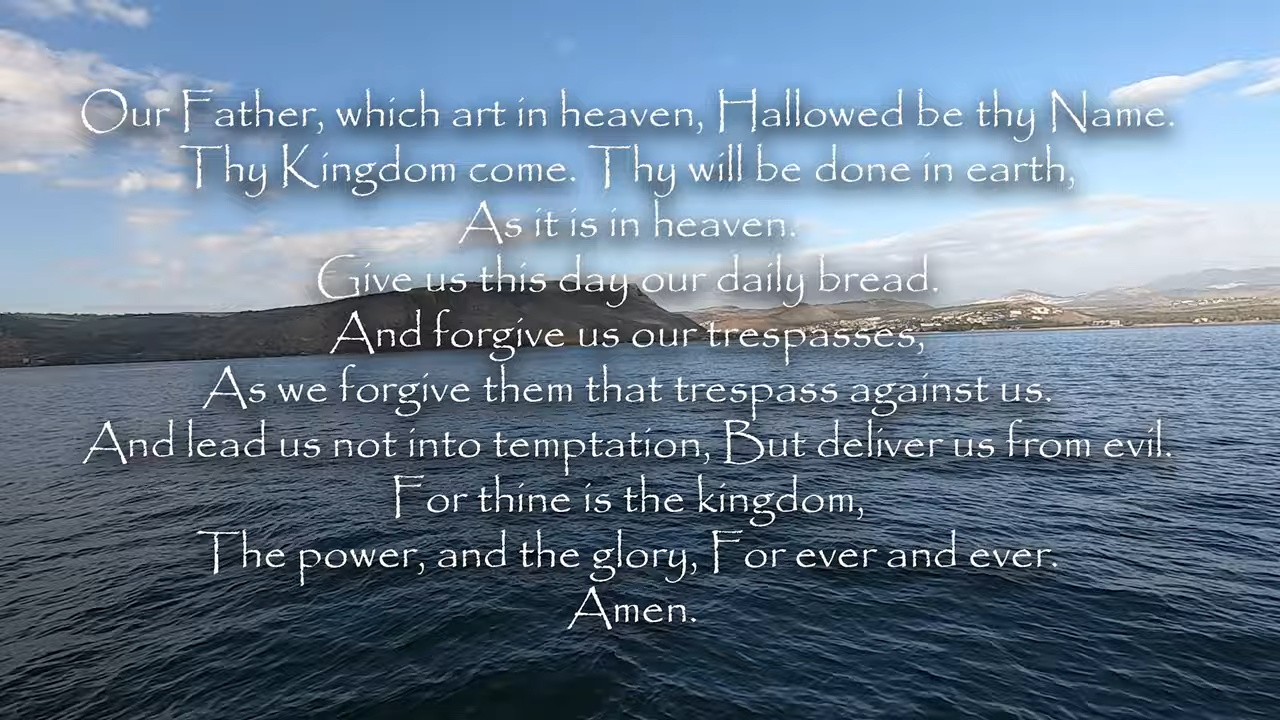 Our Father, which art in heaven, Hallowed be thy Name.
Thy Kingdom come. Thy will be done in earth,
As it is in heaven.
Give us this day our daily bread.
And forgive us our trespasses,
As we forgive them that trespass against us.
And lead us not into temptation, But deliver us from evil.
For thine is the kingdom,
The power, and the glory, For ever and ever.
Amen.